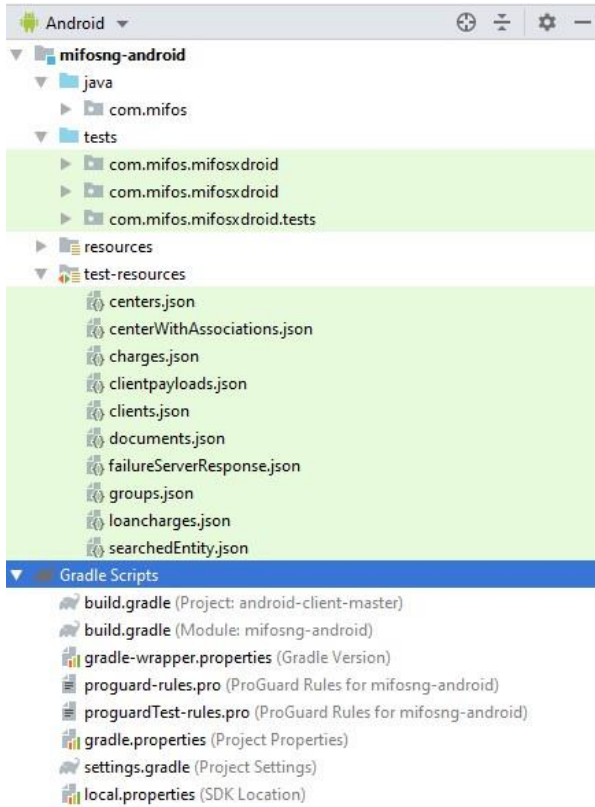 Android
mifosng-android
java
com.mifos
tests
com.mifos.mifosxdroid
com.mifos.mifosxdroid
com.mifos.mifosxdroid.tests
resources
test-resources
centers.json
centerWithAssociations.json
charges.json
clientpayloads.json
clients.json
documents.json
failureServerResponse.json
groups.json
loancharges.json
searchedEntity.json
Gradle Scripts
build.gradle (Project: android-client-master)
build.gradle (Module: mifosng-android)
gradle-wrapper.properties (Gradle Version)
proguard-rules.pro (ProGuard Rules for mifosng-android)
proguardTest-rules.pro (ProGuard Rules for mifosng-android)
gradle.properties (Project Properties)
settings.gradle (Project Settings)
local.properties (SDK Location)